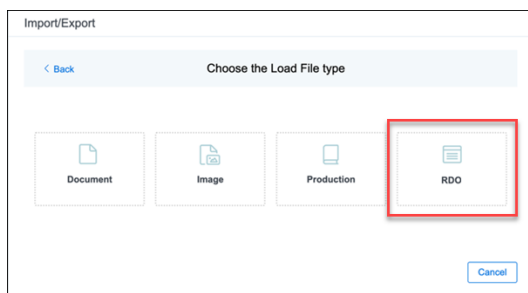 Import/Export
< Back
Choose the Load File type
Document
Image
Production
RDO
Cancel